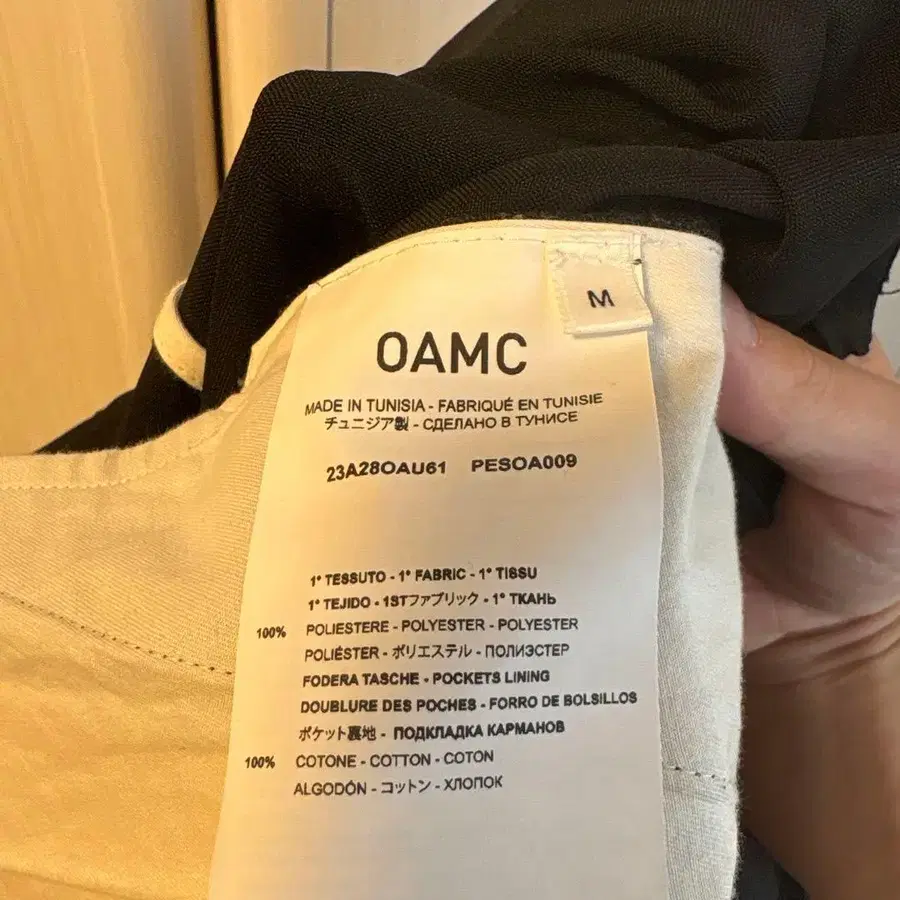 M
OAMC
MADE IN TUNISIA - FABRIQUÉ EN TUNISIE
チュニジア製 - СДЕЛАНО В ТУНИСЕ
23A28OAU61 PESOA009
1° TESSUTO - 1° FABRIC - 1° TISSU
1° TEJIDO - 1STファブリック - 1° ТКАНЬ
100% POLIESTERE - POLYESTER - POLYESTER
POLIÉSTER - ポリエステル - ПОЛИЭСТЕР
FODERA TASCHE - POCKETS LINING
DOUBLURE DES POCHES - FORRO DE BOLSILLOS
ポケット裏地 - ПОДКЛАДКА КАРМАНОВ
100% COTONE - COTTON - COTON
ALGODÓN - コットン - ХЛОПОК